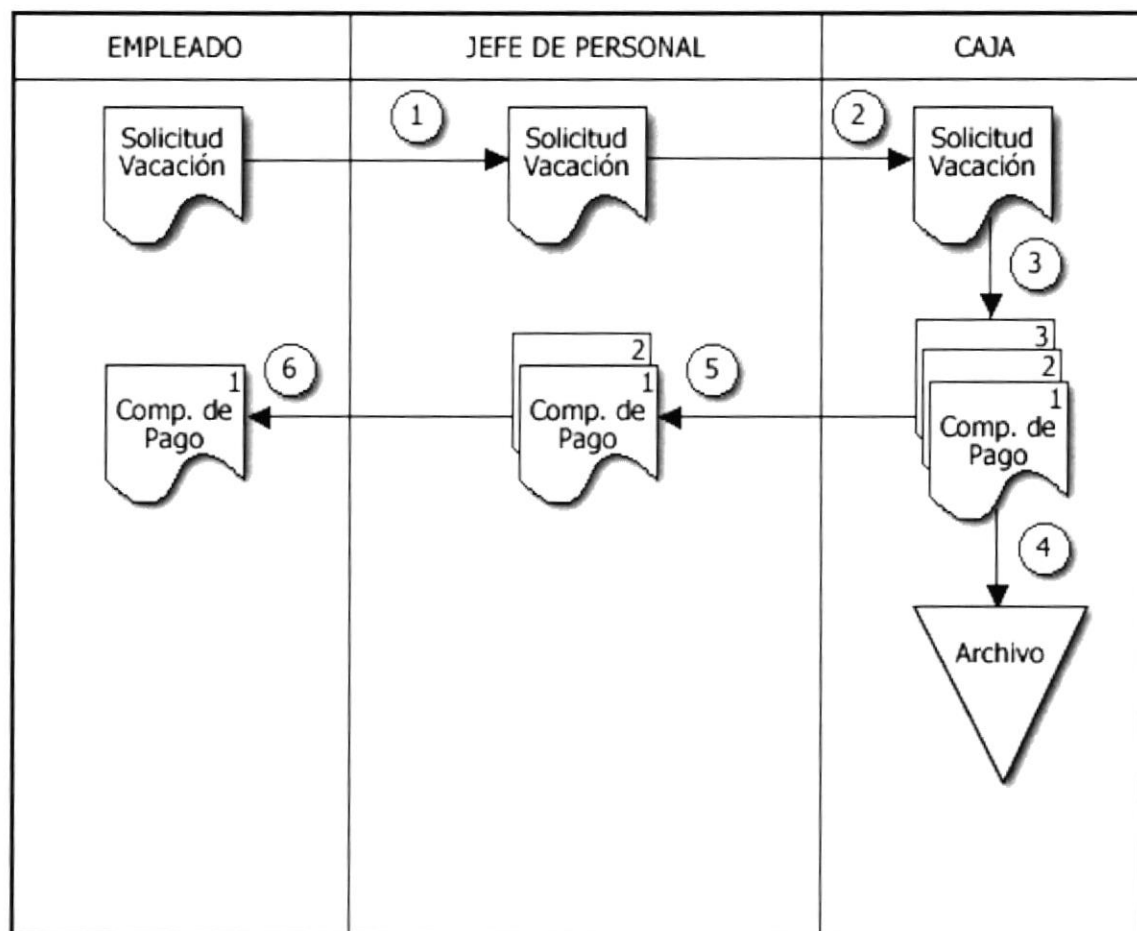 EMPLEADO
JEFE DE PERSONAL
CAJA
Solicitud
Vacación
1
Solicitud
Vacación
2
Solicitud
Vacación
3
1
Comp. de
Pago
6
2
1
Comp. de
Pago
5
3
2
1
Comp. de
Pago
4
Archivo